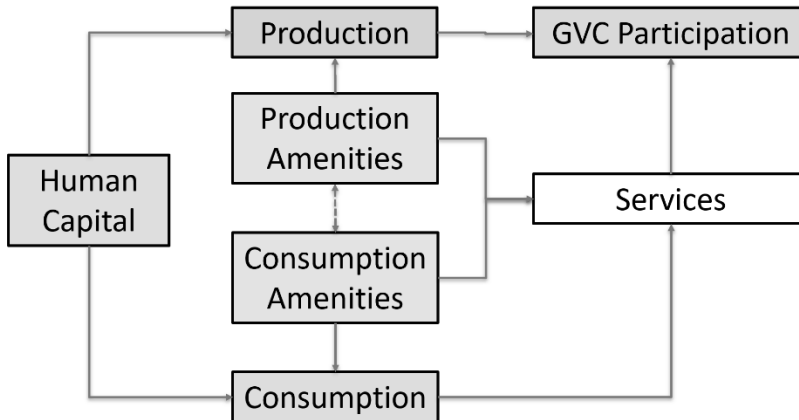 Production
GVC Participation
Production
Amenities
Human
Capital
Services
Consumption
Amenities
Consumption